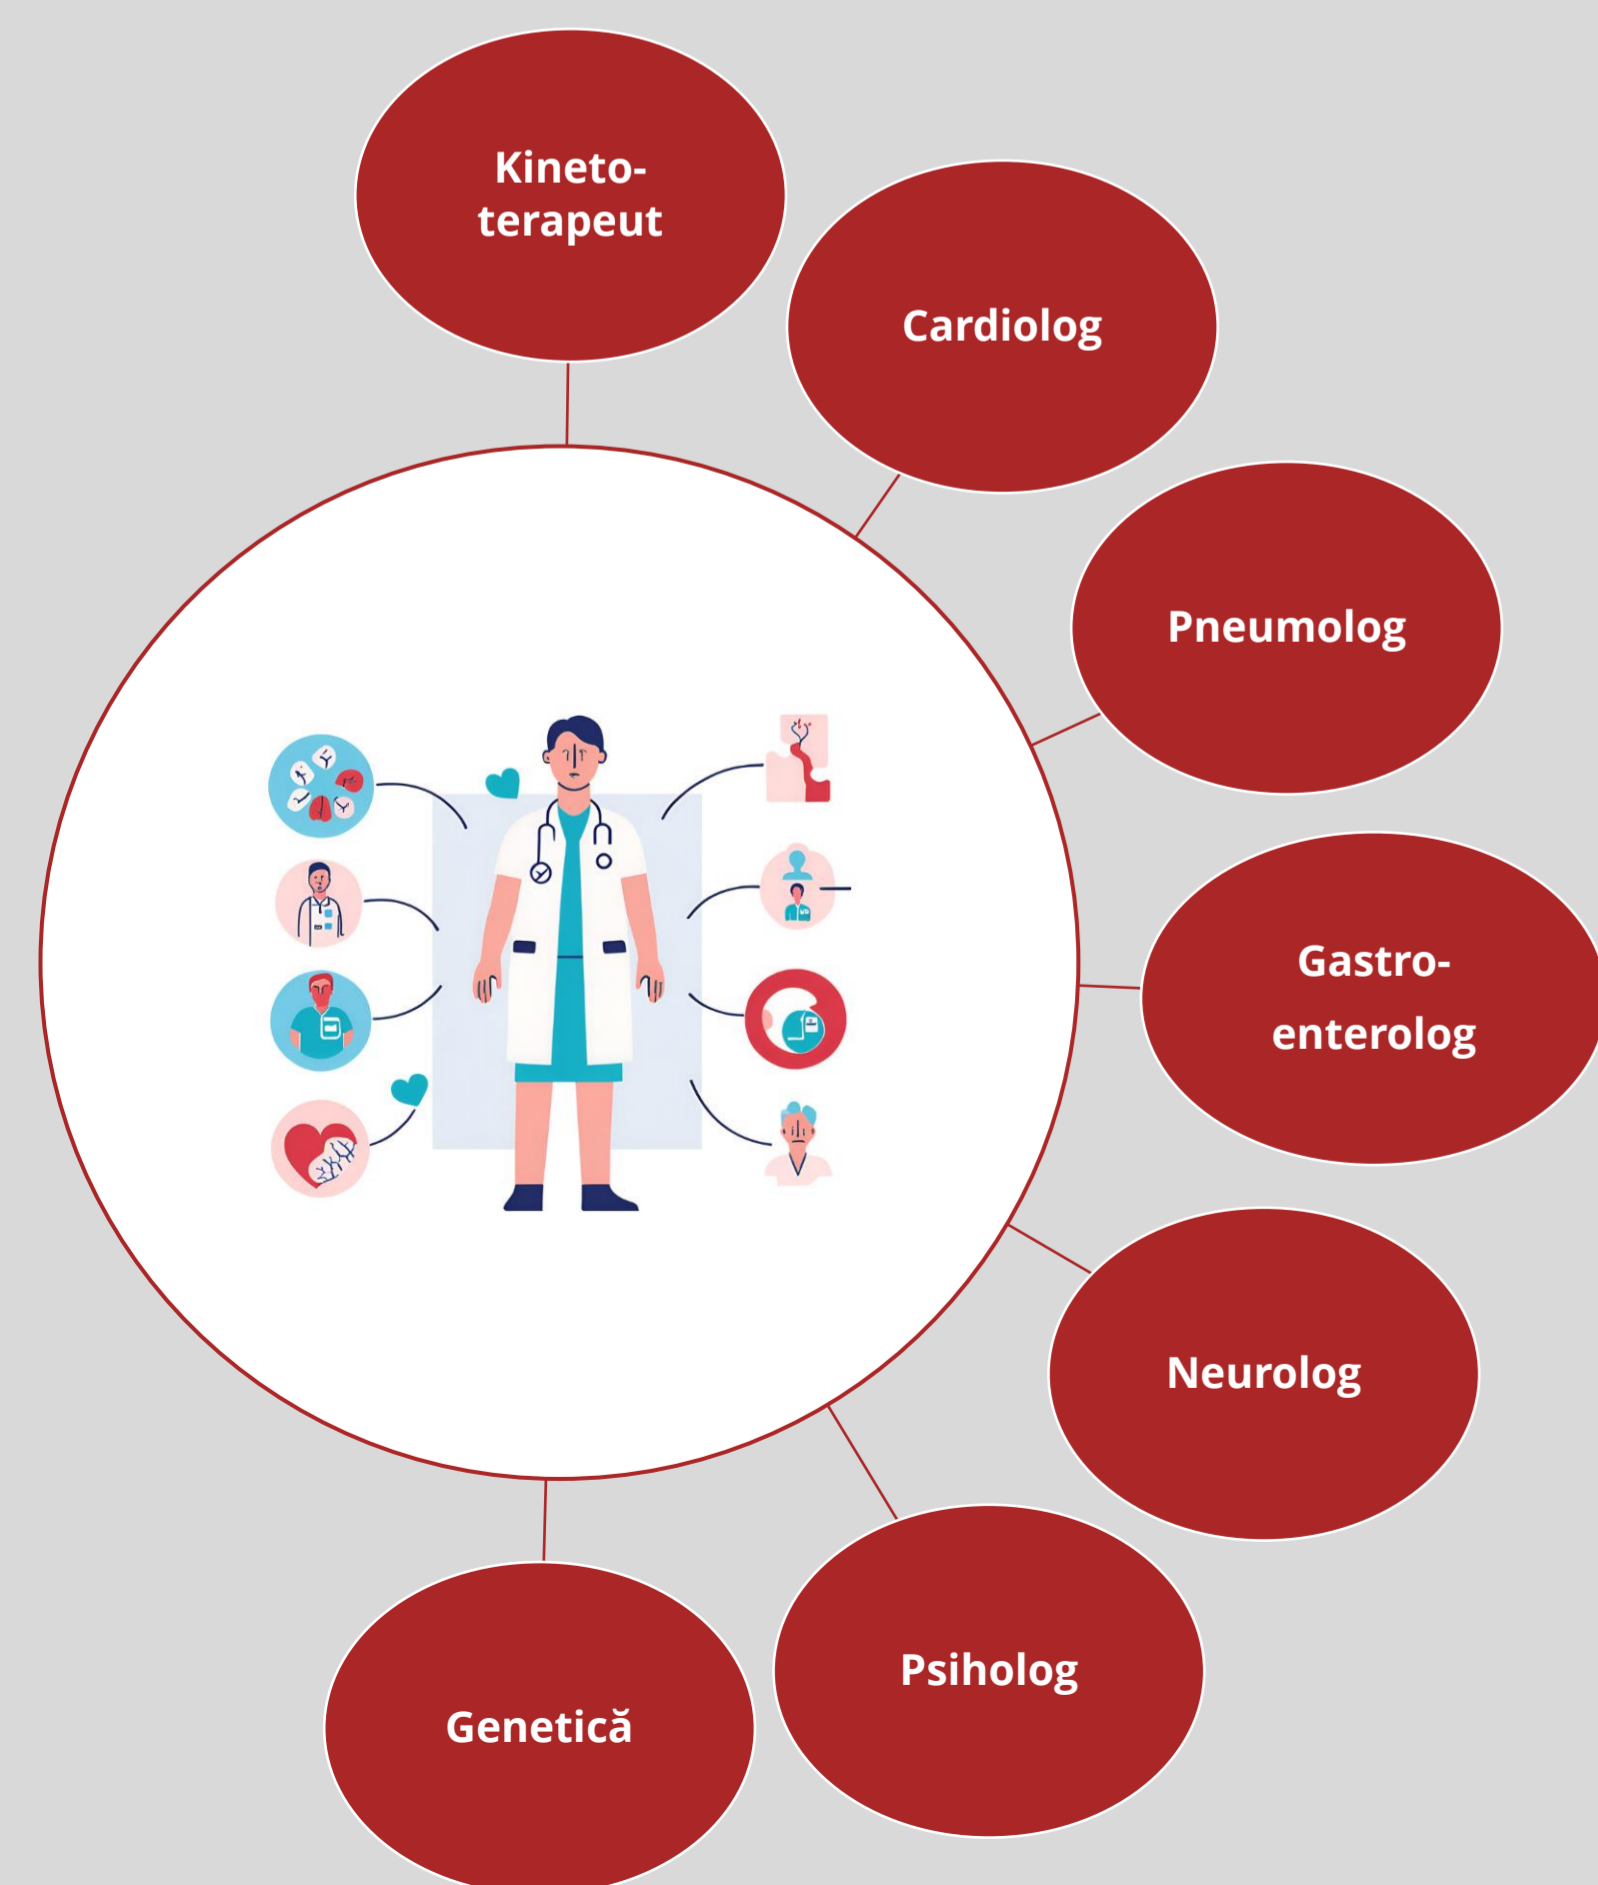 Kineto-
terapeut
Cardiolog
Pneumolog
Gastro-
enterolog
Neurolog
Psiholog
Genetică